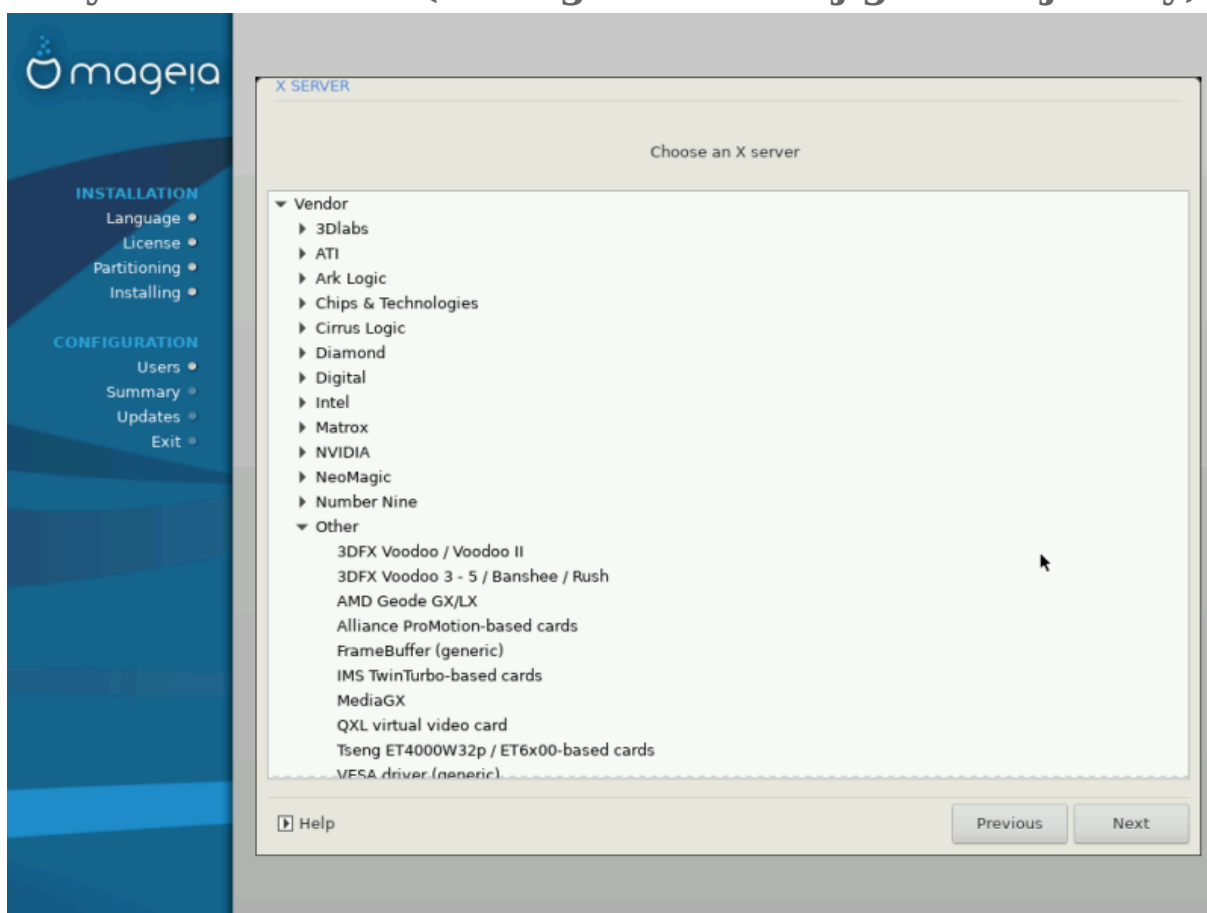 mageia
X SERVER
Choose an X server
INSTALLATION
Language
License
Partitioning
Installing
CONFIGURATION
Users
Summary
Updates
Exit
Vendor
3Dlabs
ATI
Ark Logic
Chips & Technologies
Cirrus Logic
Diamond
Digital
Intel
Matrox
NVIDIA
NeoMagic
Number Nine
Other
3DFX Voodoo / Voodoo II
3DFX Voodoo 3 - 5 / Banshee / Rush
AMD Geode GX/LX
Alliance ProMotion-based cards
FrameBuffer (generic)
IMS TwinTurbo-based cards
MediaGX
QXL virtual video card
Tseng ET4000W32p / ET6x00-based cards
VESA driver (generic)
Help
Previous
Next